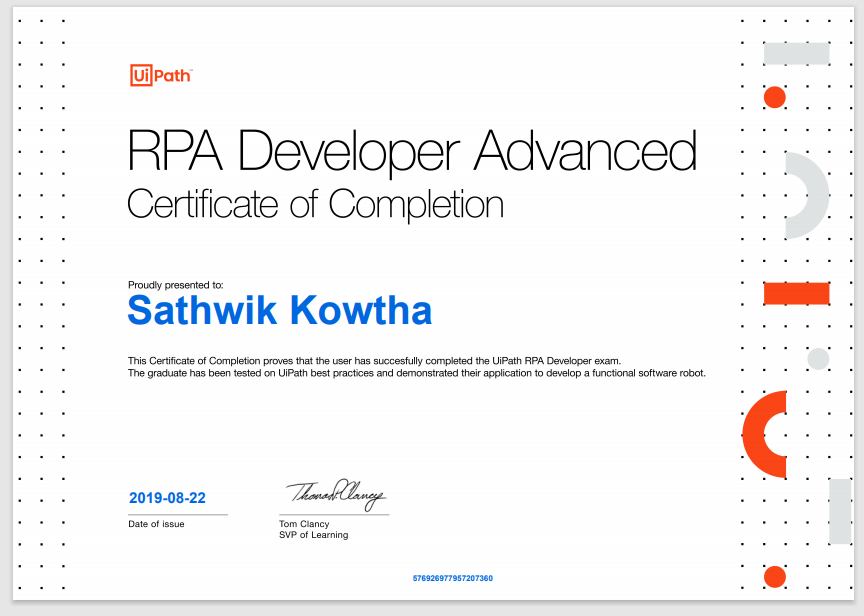 UiPath™
RPA Developer Advanced
Certificate of Completion
Proudly presented to:
Sathwik Kowtha
This Certificate of Completion proves that the user has succesfully completed the UiPath RPA Developer exam.
The graduate has been tested on UiPath best practices and demonstrated their application to develop a functional software robot.
2019-08-22
Date of issue
Thomas P Clancy
Tom Clancy
SVP of Learning
576926977957207360